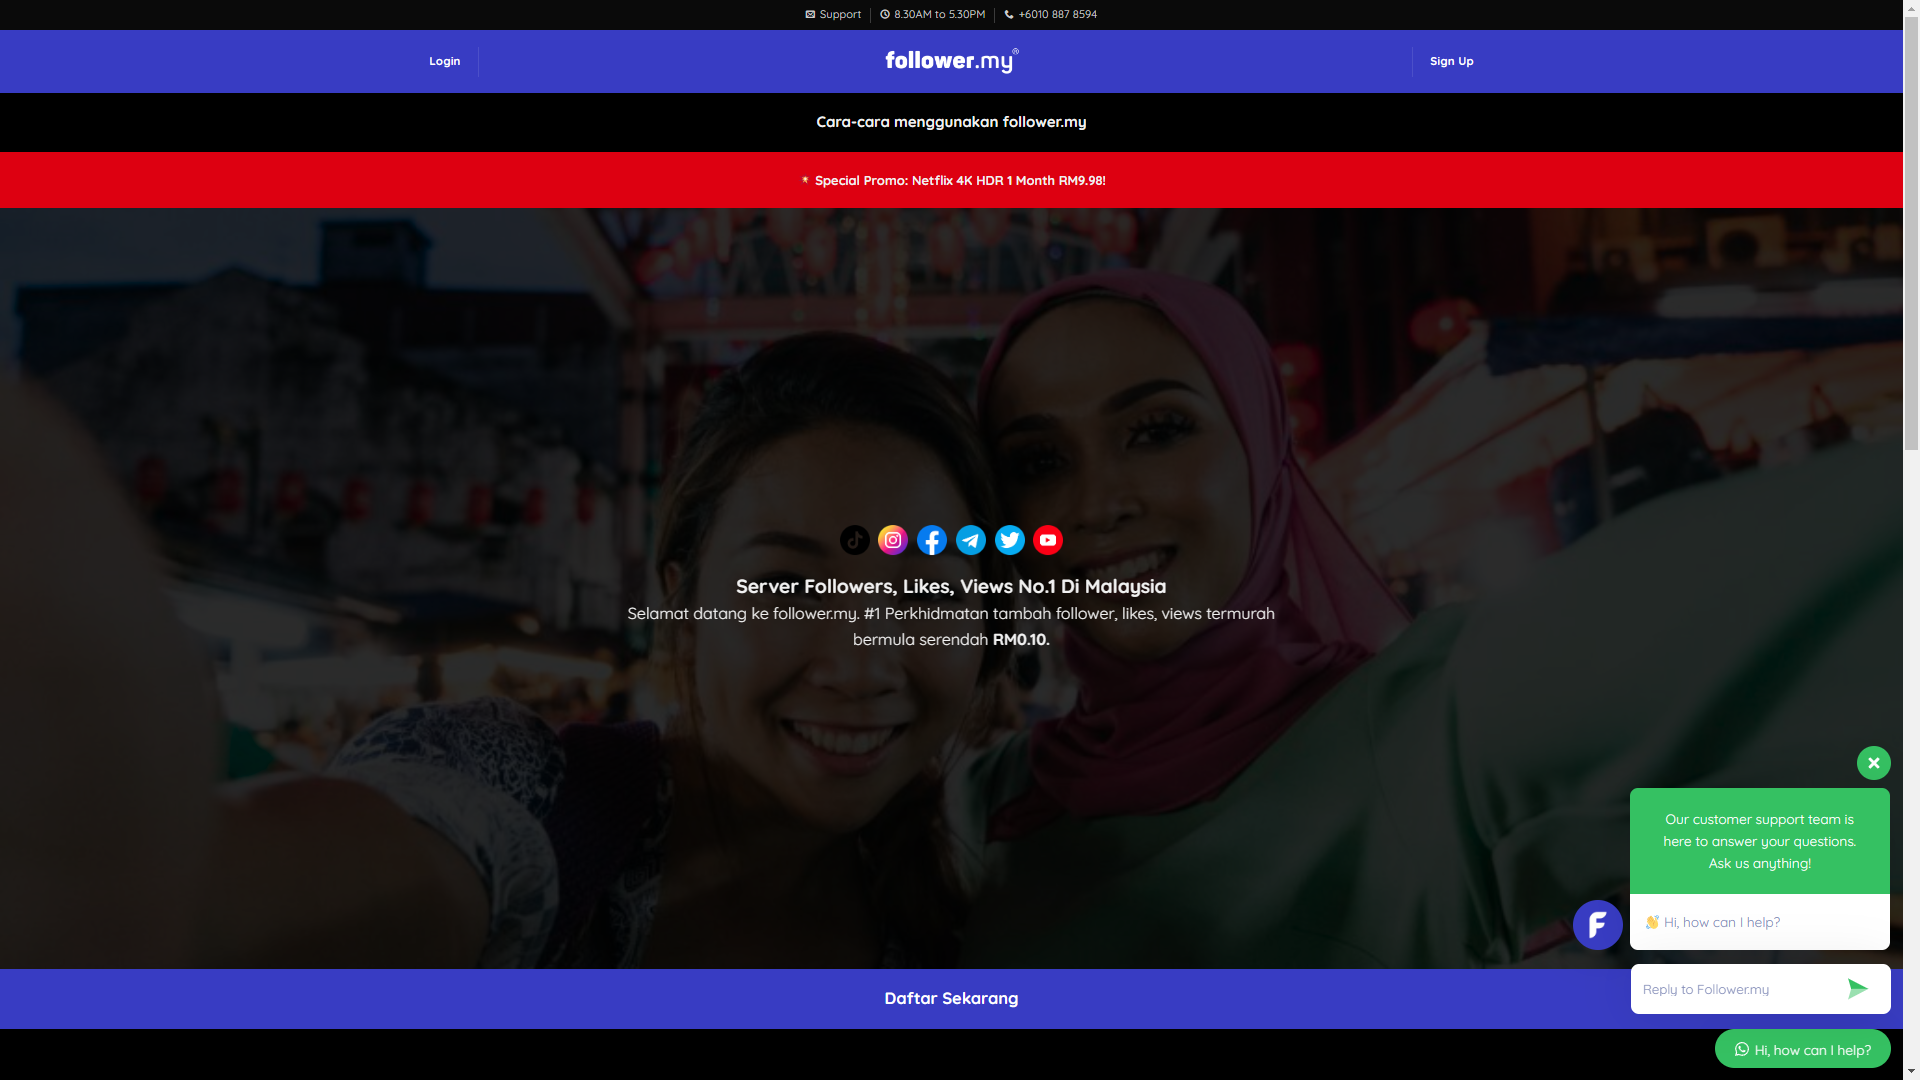 Support
8.30AM to 5.30PM
+6010 887 8594
Login
follower.my®
Sign Up
Cara-cara menggunakan follower.my
* Special Promo: Netflix 4K HDR 1 Month RM9.98!
Server Followers, Likes, Views No.1 Di Malaysia
Selamat datang ke follower.my. #1 Perkhidmatan tambah follower, likes, views termurah
bermula serendah RM0.10.
Our customer support team is
here to answer your questions.
Ask us anything!
F
👋 Hi, how can I help?
Reply to Follower.my
Daftar Sekarang
Hi, how can I help?